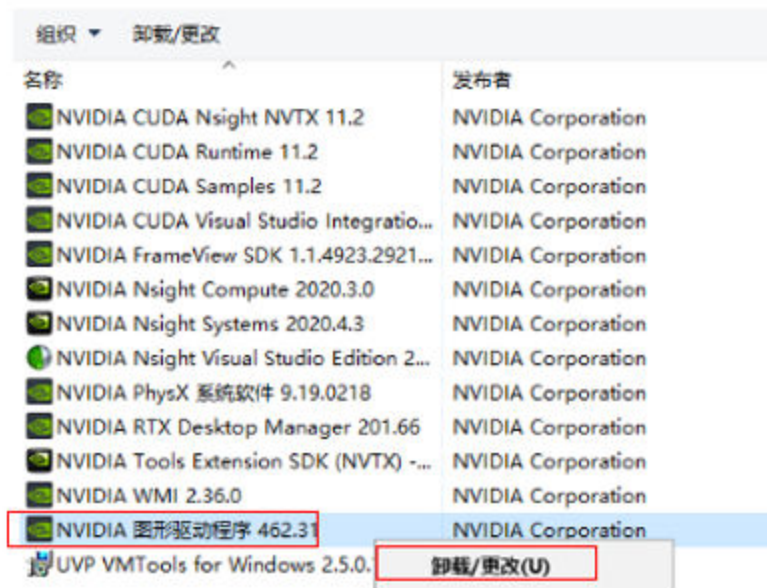 组织 卸载/更改
名称 发布者
NVIDIA CUDA Nsight NVTX 11.2 NVIDIA Corporation
NVIDIA CUDA Runtime 11.2 NVIDIA Corporation
NVIDIA CUDA Samples 11.2 NVIDIA Corporation
NVIDIA CUDA Visual Studio Integratio... NVIDIA Corporation
NVIDIA FrameView SDK 1.1.4923.2921... NVIDIA Corporation
NVIDIA Nsight Compute 2020.3.0 NVIDIA Corporation
NVIDIA Nsight Systems 2020.4.3 NVIDIA Corporation
NVIDIA Nsight Visual Studio Edition 2... NVIDIA Corporation
NVIDIA PhysX 系统软件 9.19.0218 NVIDIA Corporation
NVIDIA RTX Desktop Manager 201.66 NVIDIA Corporation
NVIDIA Tools Extension SDK (NVTX) -... NVIDIA Corporation
NVIDIA WMI 2.36.0 NVIDIA Corporation
NVIDIA 图形驱动程序 462.31 NVIDIA Corporation
UVP VMTools for Windows 2.5.0. 卸载/更改(U)